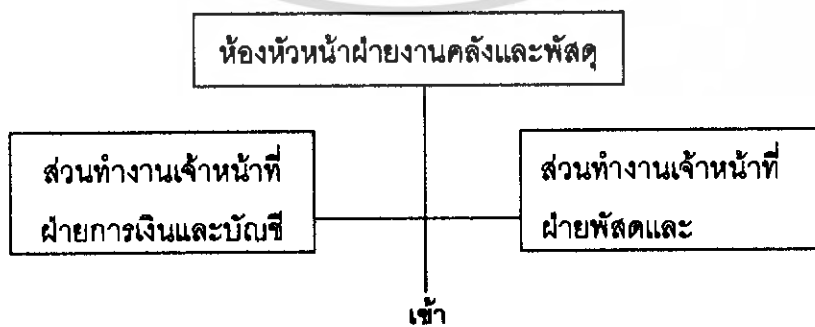 ห้องหัวหน้าฝ่ายงานคลังและพัสดุ
ส่วนทำงานเจ้าหน้าที่
ฝ่ายการเงินและบัญชี
ส่วนทำงานเจ้าหน้าที่
ฝ่ายพัสดและ
เข้า